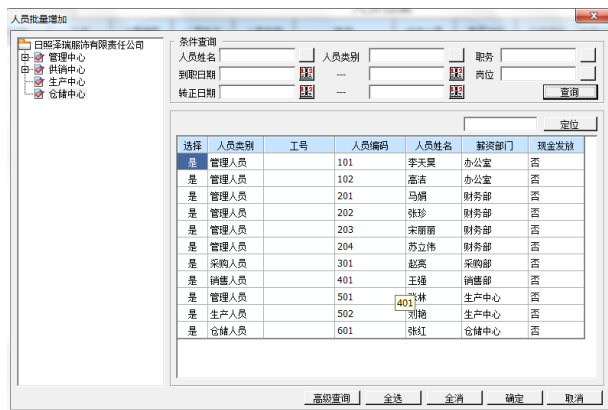 人员批量增加
日照泽瑞服饰有限责任公司
管理中心
供销中心
生产中心
仓储中心
条件查询
人员姓名 人员类别 职务
到职日期 --- 岗位
转正日期 --- 查询
定位
选择 人员类别 工号 人员编码 人员姓名 薪资部门 现金发放
是 管理人员 101 李天昊 办公室 否
是 管理人员 102 高洁 办公室 否
是 管理人员 201 马娟 财务部 否
是 管理人员 202 张珍 财务部 否
是 管理人员 203 宋丽丽 财务部 否
是 管理人员 204 苏立伟 财务部 否
是 采购人员 301 赵亮 采购部 否
是 销售人员 401 王强 销售部 否
是 管理人员 501 林 生产中心 否
401
是 生产人员 502 刘艳 生产中心 否
是 仓储人员 601 张红 仓储中心 否
高级查询 全选 全消 确定 取消